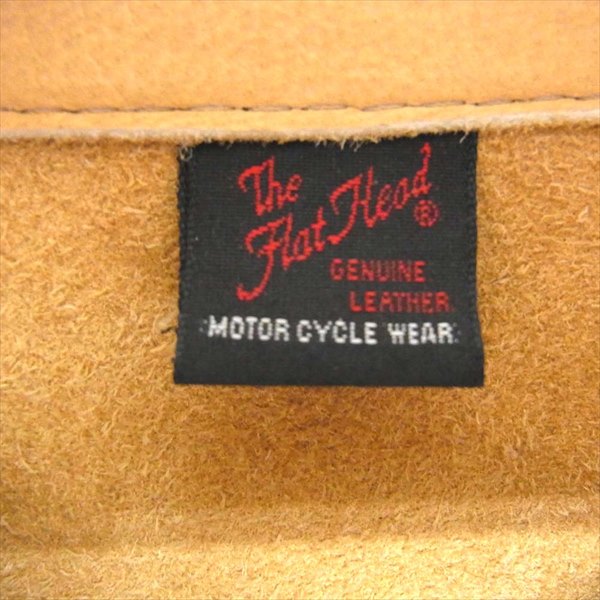 The
Flat Head®
GENUINE
LEATHER
MOTOR CYCLE WEAR